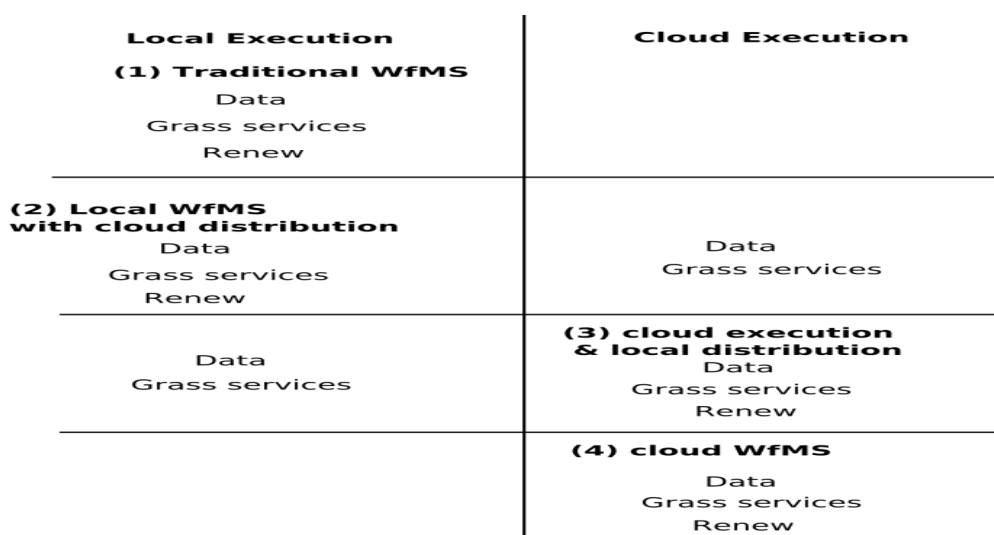 Local Execution
Cloud Execution
(1) Traditional WfMS
Data
Grass services
Renew
(2) Local WfMS
with cloud distribution
Data
Grass services
Renew
Data
Grass services
Data
Grass services
(3) cloud execution
& local distribution
Data
Grass services
Renew
(4) cloud WfMS
Data
Grass services
Renew